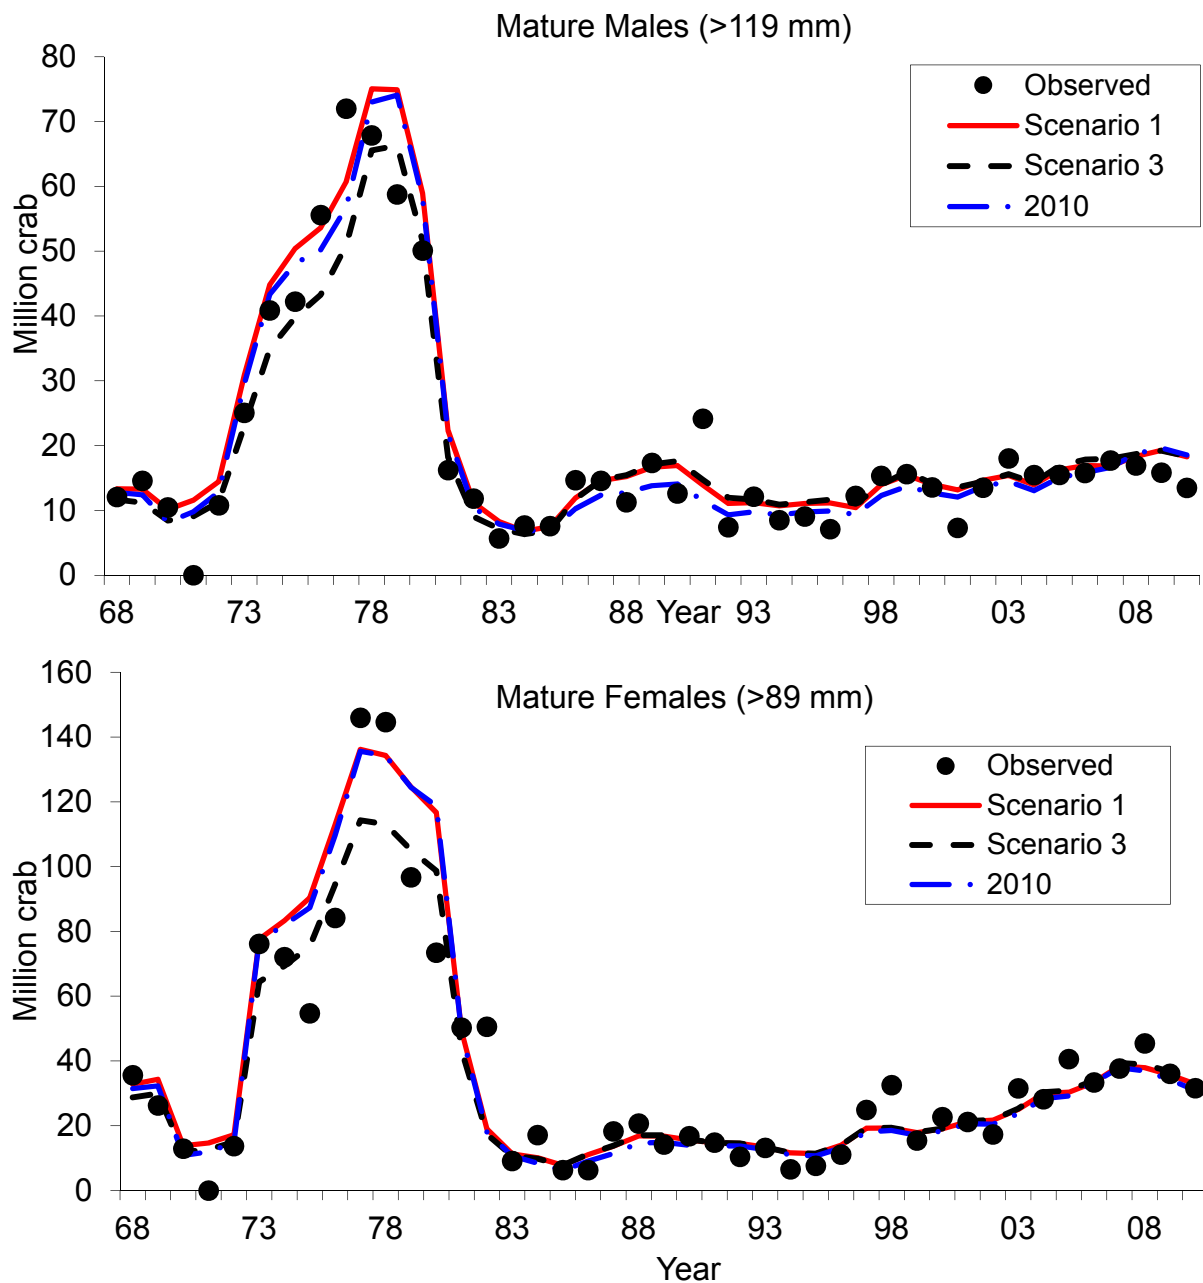 Mature Males (>119 mm)
80
70
60
50
40
30
20
10
0
Million crab
Observed
Scenario 1
Scenario 3
2010
68 73 78 83 88 Year 93 98 03 08
Mature Females (>89 mm)
160
140
120
100
80
60
40
20
0
Million crab
Observed
Scenario 1
Scenario 3
2010
68 73 78 83 88 93 98 03 08
Year